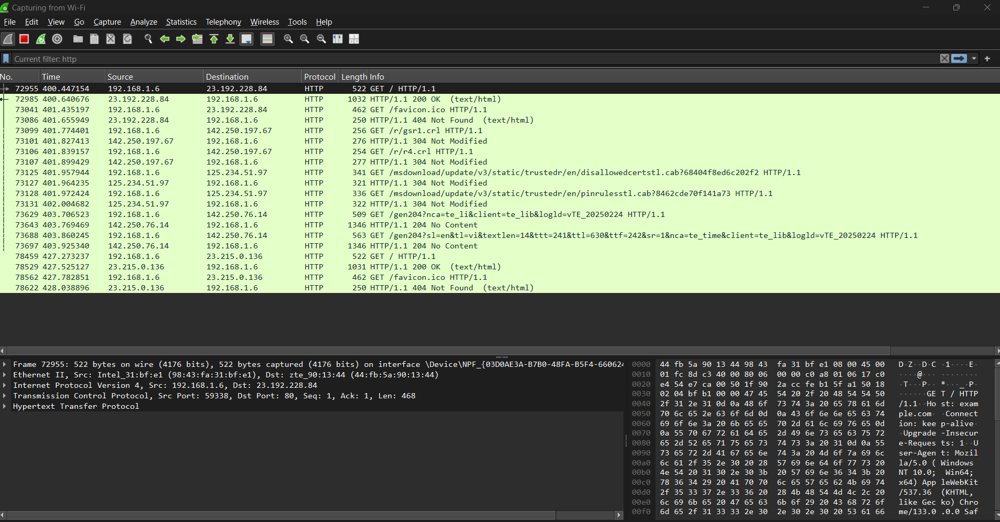 Capturing from Wi-Fi
File Edit View Go Capture Analyze Statistics Telephony Wireless Tools Help
Current filter: http
No. Time Source Destination Protocol Length Info
72955 400.447154 192.168.1.6 23.192.228.84 HTTP 522 GET / HTTP/1.1
72985 400.640676 23.192.228.84 192.168.1.6 HTTP 1032 HTTP/1.1 200 OK (text/html)
73041 401.435197 192.168.1.6 23.192.228.84 HTTP 462 GET /favicon.ico HTTP/1.1
73086 401.655949 23.192.228.84 192.168.1.6 HTTP 250 HTTP/1.1 404 Not Found (text/html)
73099 401.774401 192.168.1.6 142.250.197.67 HTTP 256 GET /r/gsr1.crl HTTP/1.1
73101 401.827413 142.250.197.67 192.168.1.6 HTTP 276 HTTP/1.1 304 Not Modified
73106 401.839157 192.168.1.6 142.250.197.67 HTTP 254 GET /r/r4.crl HTTP/1.1
73107 401.899429 142.250.197.67 192.168.1.6 HTTP 277 HTTP/1.1 304 Not Modified
73125 401.957944 192.168.1.6 125.234.51.97 HTTP 341 GET /msdownload/update/v3/static/trustedr/en/disallowedcertstl.cab?68404f8ed6c202f2 HTTP/1.1
73127 401.964235 125.234.51.97 192.168.1.6 HTTP 321 HTTP/1.1 304 Not Modified
73128 401.972424 192.168.1.6 125.234.51.97 HTTP 336 GET /msdownload/update/v3/static/trustedr/en/pinrulesstl.cab?8462cde70f141a73 HTTP/1.1
73131 402.004682 125.234.51.97 192.168.1.6 HTTP 322 HTTP/1.1 304 Not Modified
73629 403.706523 192.168.1.6 142.250.76.14 HTTP 509 GET /gen204?nca=te_li&client=te_lib&logld=vTE_20250224 HTTP/1.1
73643 403.769469 142.250.76.14 192.168.1.6 HTTP 1346 HTTP/1.1 204 No Content
73688 403.860245 192.168.1.6 142.250.76.14 HTTP 563 GET /gen204?sl=en&tl=vi&textlen=14&ttt=241&ttl=630&ttf=242&sr=1&nca=te_time&client=te_lib&logld=vTE_20250224 HTTP/1.1
73697 403.925340 142.250.76.14 192.168.1.6 HTTP 1346 HTTP/1.1 204 No Content
78459 427.273237 192.168.1.6 23.215.0.136 HTTP 522 GET / HTTP/1.1
78529 427.525127 23.215.0.136 192.168.1.6 HTTP 1031 HTTP/1.1 200 OK (text/html)
78562 427.782851 192.168.1.6 23.215.0.136 HTTP 462 GET /favicon.ico HTTP/1.1
78622 428.038896 23.215.0.136 192.168.1.6 HTTP 250 HTTP/1.1 404 Not Found (text/html)
Frame 72955: 522 bytes on wire (4176 bits), 522 bytes captured (4176 bits) on interface \Device\NPF_{03D0AE3A-B7B0-48FA-B5F4-660624
Ethernet II, Src: Intel_31:bf:e1 (98:43:fa:31:bf:e1), Dst: zte_90:13:44 (44:fb:5a:90:13:44)
Internet Protocol Version 4, Src: 192.168.1.6, Dst: 23.192.228.84
Transmission Control Protocol, Src Port: 59338, Dst Port: 80, Seq: 1, Ack: 1, Len: 468
Hypertext Transfer Protocol
0000 44 fb 5a 90 13 44 98 43 fa 31 bf e1 08 00 45 00 D·Z··D·C ·1····E·
0010 01 fc 8d c3 40 00 80 06 00 00 c0 a8 01 06 17 c0 ····@··· ········
0020 e4 54 e7 ca 00 50 1f 90 2a cc fe b1 5f a1 50 18 ·T···P·· *···_·P·
0030 02 04 bf b1 00 00 47 45 54 20 2f 20 48 54 54 50 ······GE T / HTTP
0040 2f 31 2e 31 0d 0a 48 6f 73 74 3a 20 65 78 61 6d /1.1··Ho st: exam
0050 70 6c 65 2e 63 6f 6d 0d 0a 43 6f 6e 6e 65 63 74 ple.com· ·Connect
0060 69 6f 6e 3a 20 6b 65 65 70 2d 61 6c 69 76 65 0d ion: kee p-alive·
0070 0a 55 70 67 72 61 64 65 2d 49 6e 73 65 63 75 72 ·Upgrade -Insecur
0080 65 2d 52 65 71 75 65 73 74 73 3a 20 31 0d 0a 55 e-Reques ts: 1··U
0090 73 65 72 2d 41 67 65 6e 74 3a 20 4d 6f 7a 69 6c ser-Agen t: Mozil
00a0 6c 61 2f 35 2e 30 20 28 57 69 6e 64 6f 77 73 20 la/5.0 ( Windows
00b0 4e 54 20 31 30 2e 30 3b 20 57 69 6e 36 34 3b 20 NT 10.0; Win64;
00c0 78 36 34 29 20 41 70 70 6c 65 57 65 62 4b 69 74 x64) App leWebKit
00d0 2f 35 33 37 2e 33 36 20 28 4b 48 54 4d 4c 2c 20 /537.36 (KHTML,
00e0 6c 69 6b 65 20 47 65 63 6b 6f 29 20 43 68 72 6f like Gec ko) Chro
00f0 6d 65 2f 31 33 33 2e 30 2e 30 2e 30 20 53 61 66 me/133.0 .0.0 Saf